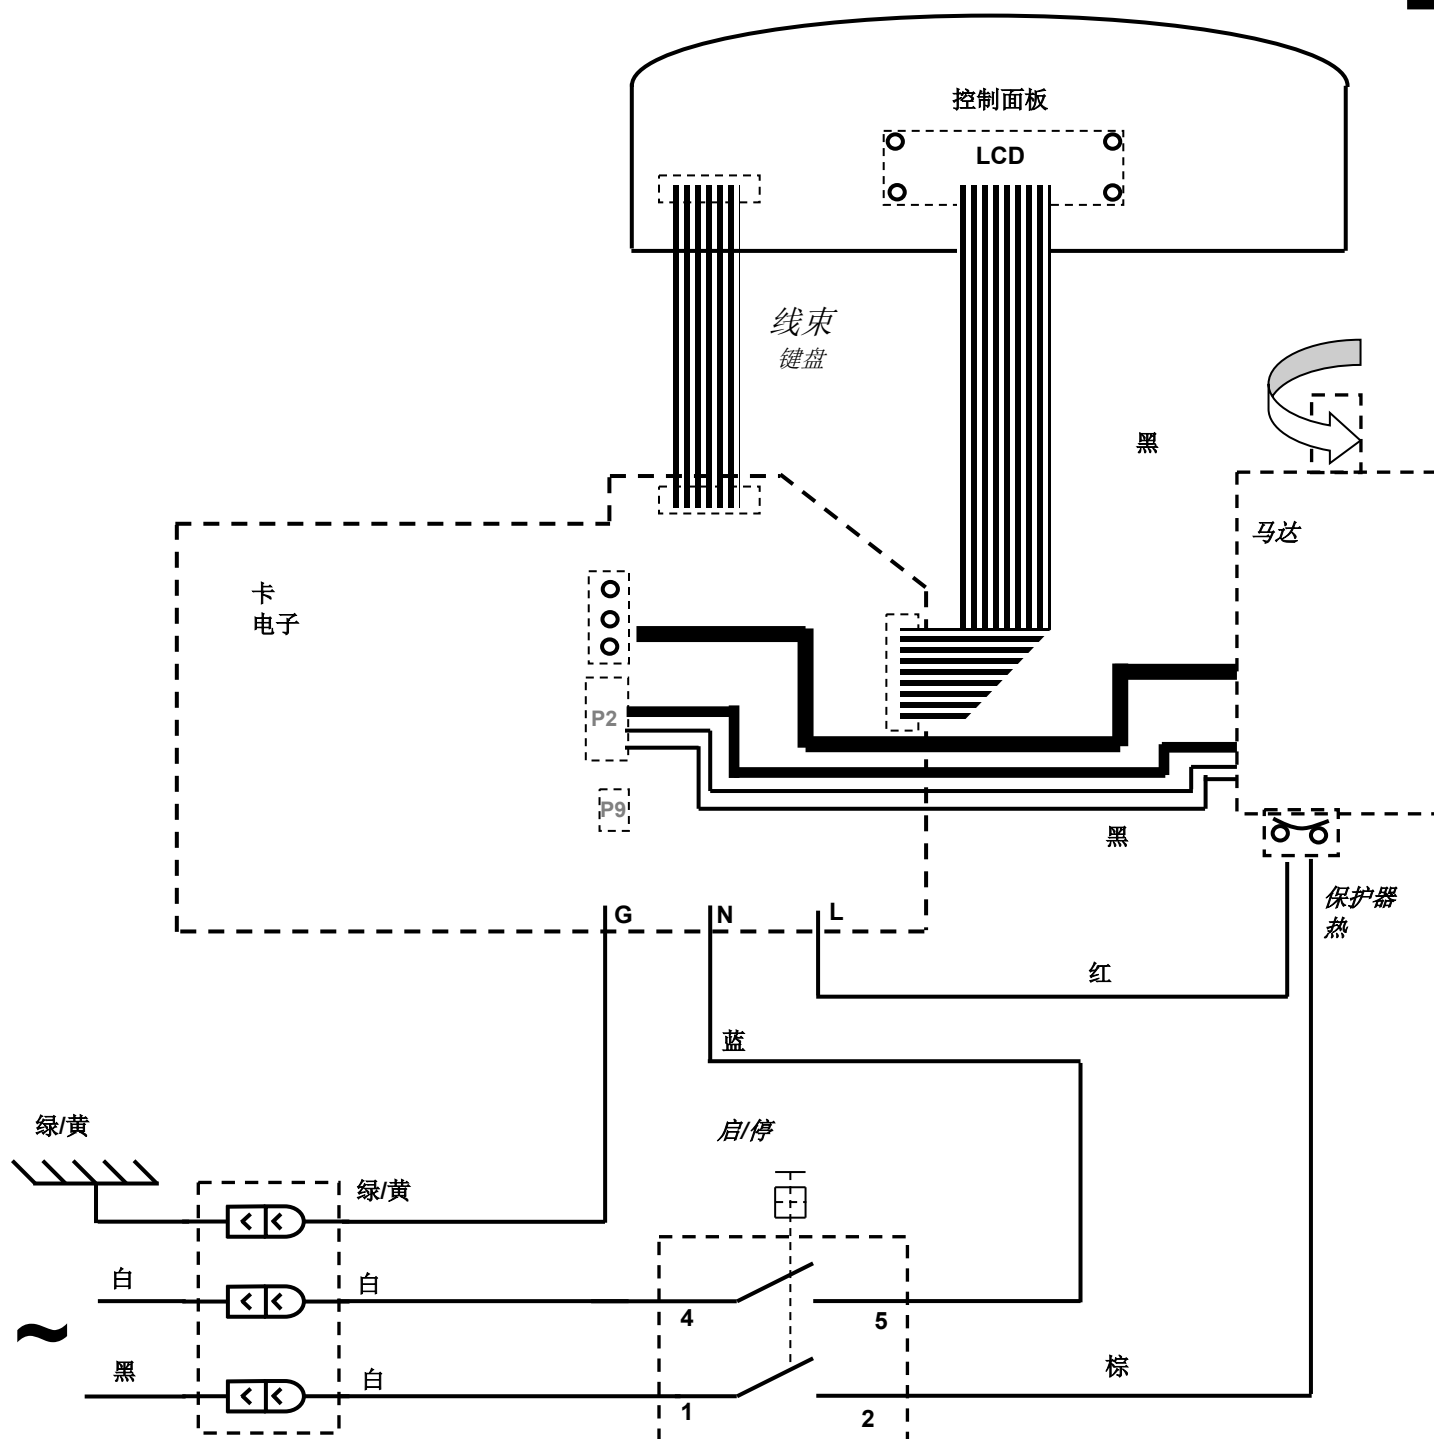 控制面板
LCD
线束
键盘
黑
马达
卡
电子
P2
P9
黑
G
N
L
保护器
热
红
蓝
绿/黄
启/停
绿/黄
白
白
4
5
~
黑
白
棕
1
2